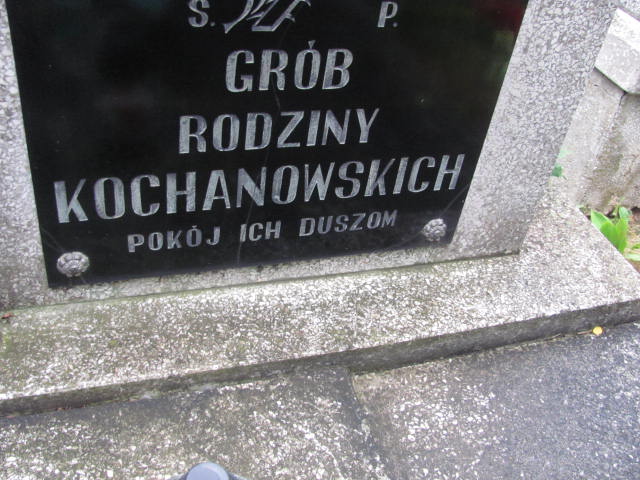 Ś. P.
GRÓB
RODZINY
KOCHANOWSKICH
POKÓJ ICH DUSZOM